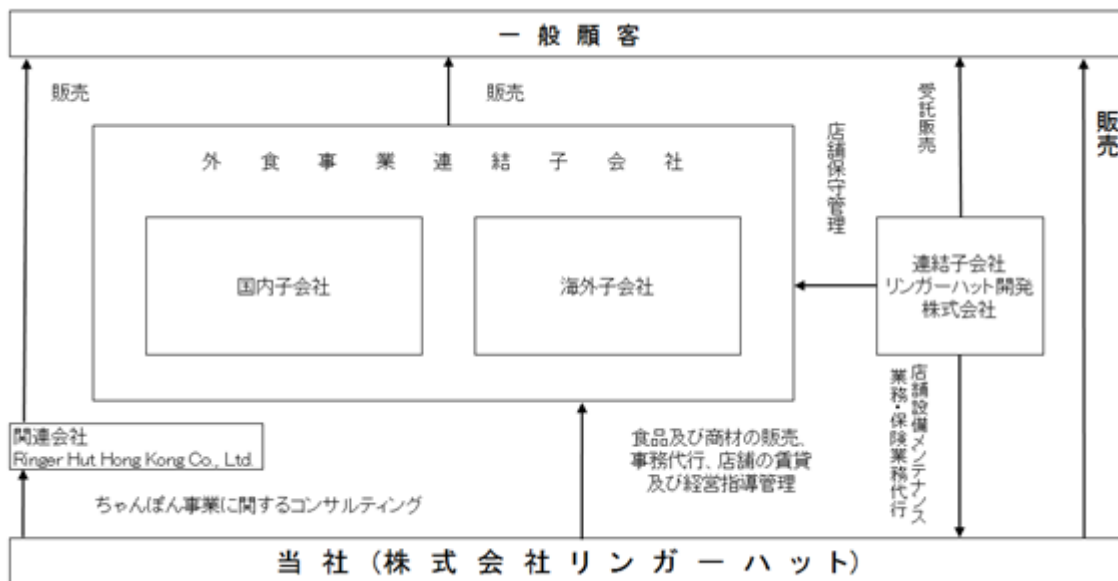 一般顧客
販売
販売
受託販売
販売
店舗保守管理
外食事業連結子会社
国内子会社
海外子会社
連結子会社
リンガーハット開発
株式会社
関連会社
Ringer Hut Hong Kong Co., Ltd.
ちゃんぽん事業に関するコンサルティング
食品及び商材の販売、
事務代行、店舗の賃貸
及び経営指導管理
店舗設備メンテナンス
業務・保険業務代行
当社(株式会社リンガーハット)